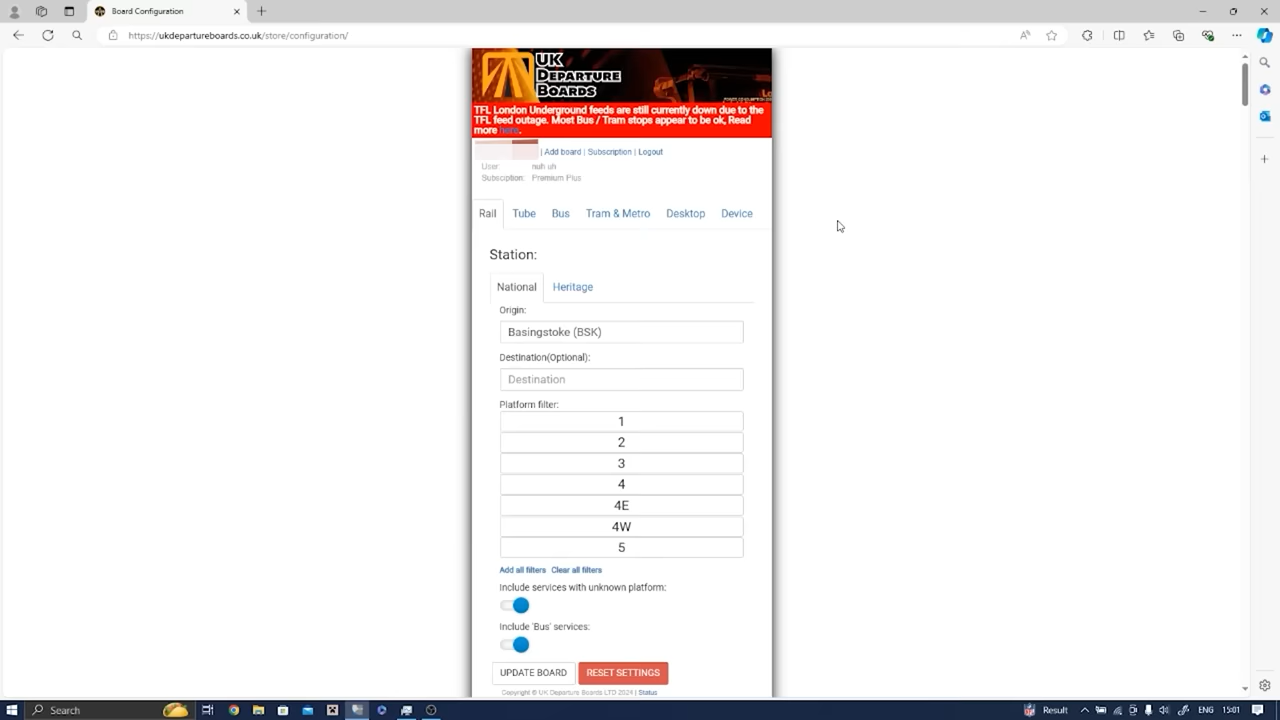 Board Configuration
https://ukdepartureboards.co.uk/store/configuration/
UK
DEPARTURE
BOARDS
TFL London Underground feeds are still currently down due to the
TFL feed outage. Most Bus / Tram stops appear to be ok, Read
more here.
| Add board | Subscription | Logout
User: nuh uh
Subsciption: Premium Plus
Rail Tube Bus Tram & Metro Desktop Device
Station:
National Heritage
Origin:
Basingstoke (BSK)
Destination(Optional):
Destination
Platform filter:
1
2
3
4
4E
4W
5
Add all filters Clear all filters
Include services with unknown platform:
Include 'Bus' services:
UPDATE BOARD RESET SETTINGS
Copyright © UK Departure Boards LTD 2024 | Status
Search
Result
ENG 15:01